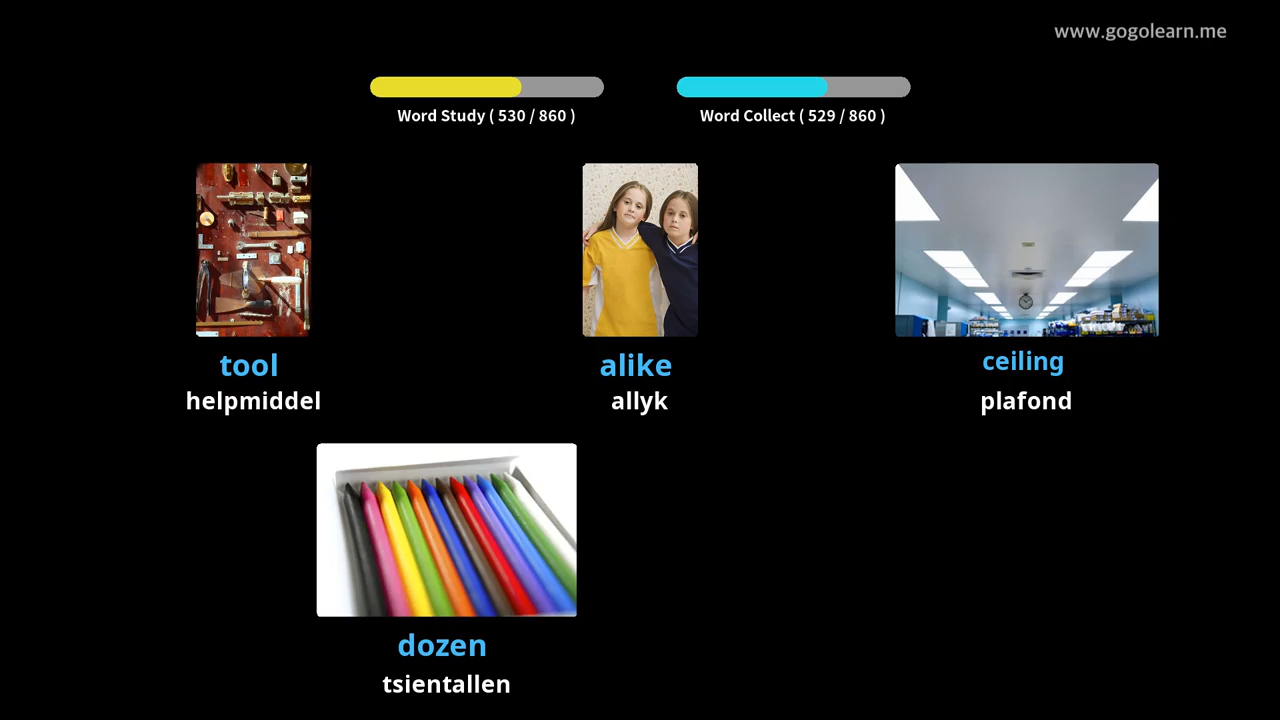 www.gogolearn.me
Word Study ( 530 / 860 )
Word Collect ( 529 / 860 )
tool
helpmiddel
alike
allyk
ceiling
plafond
dozen
tsientallen